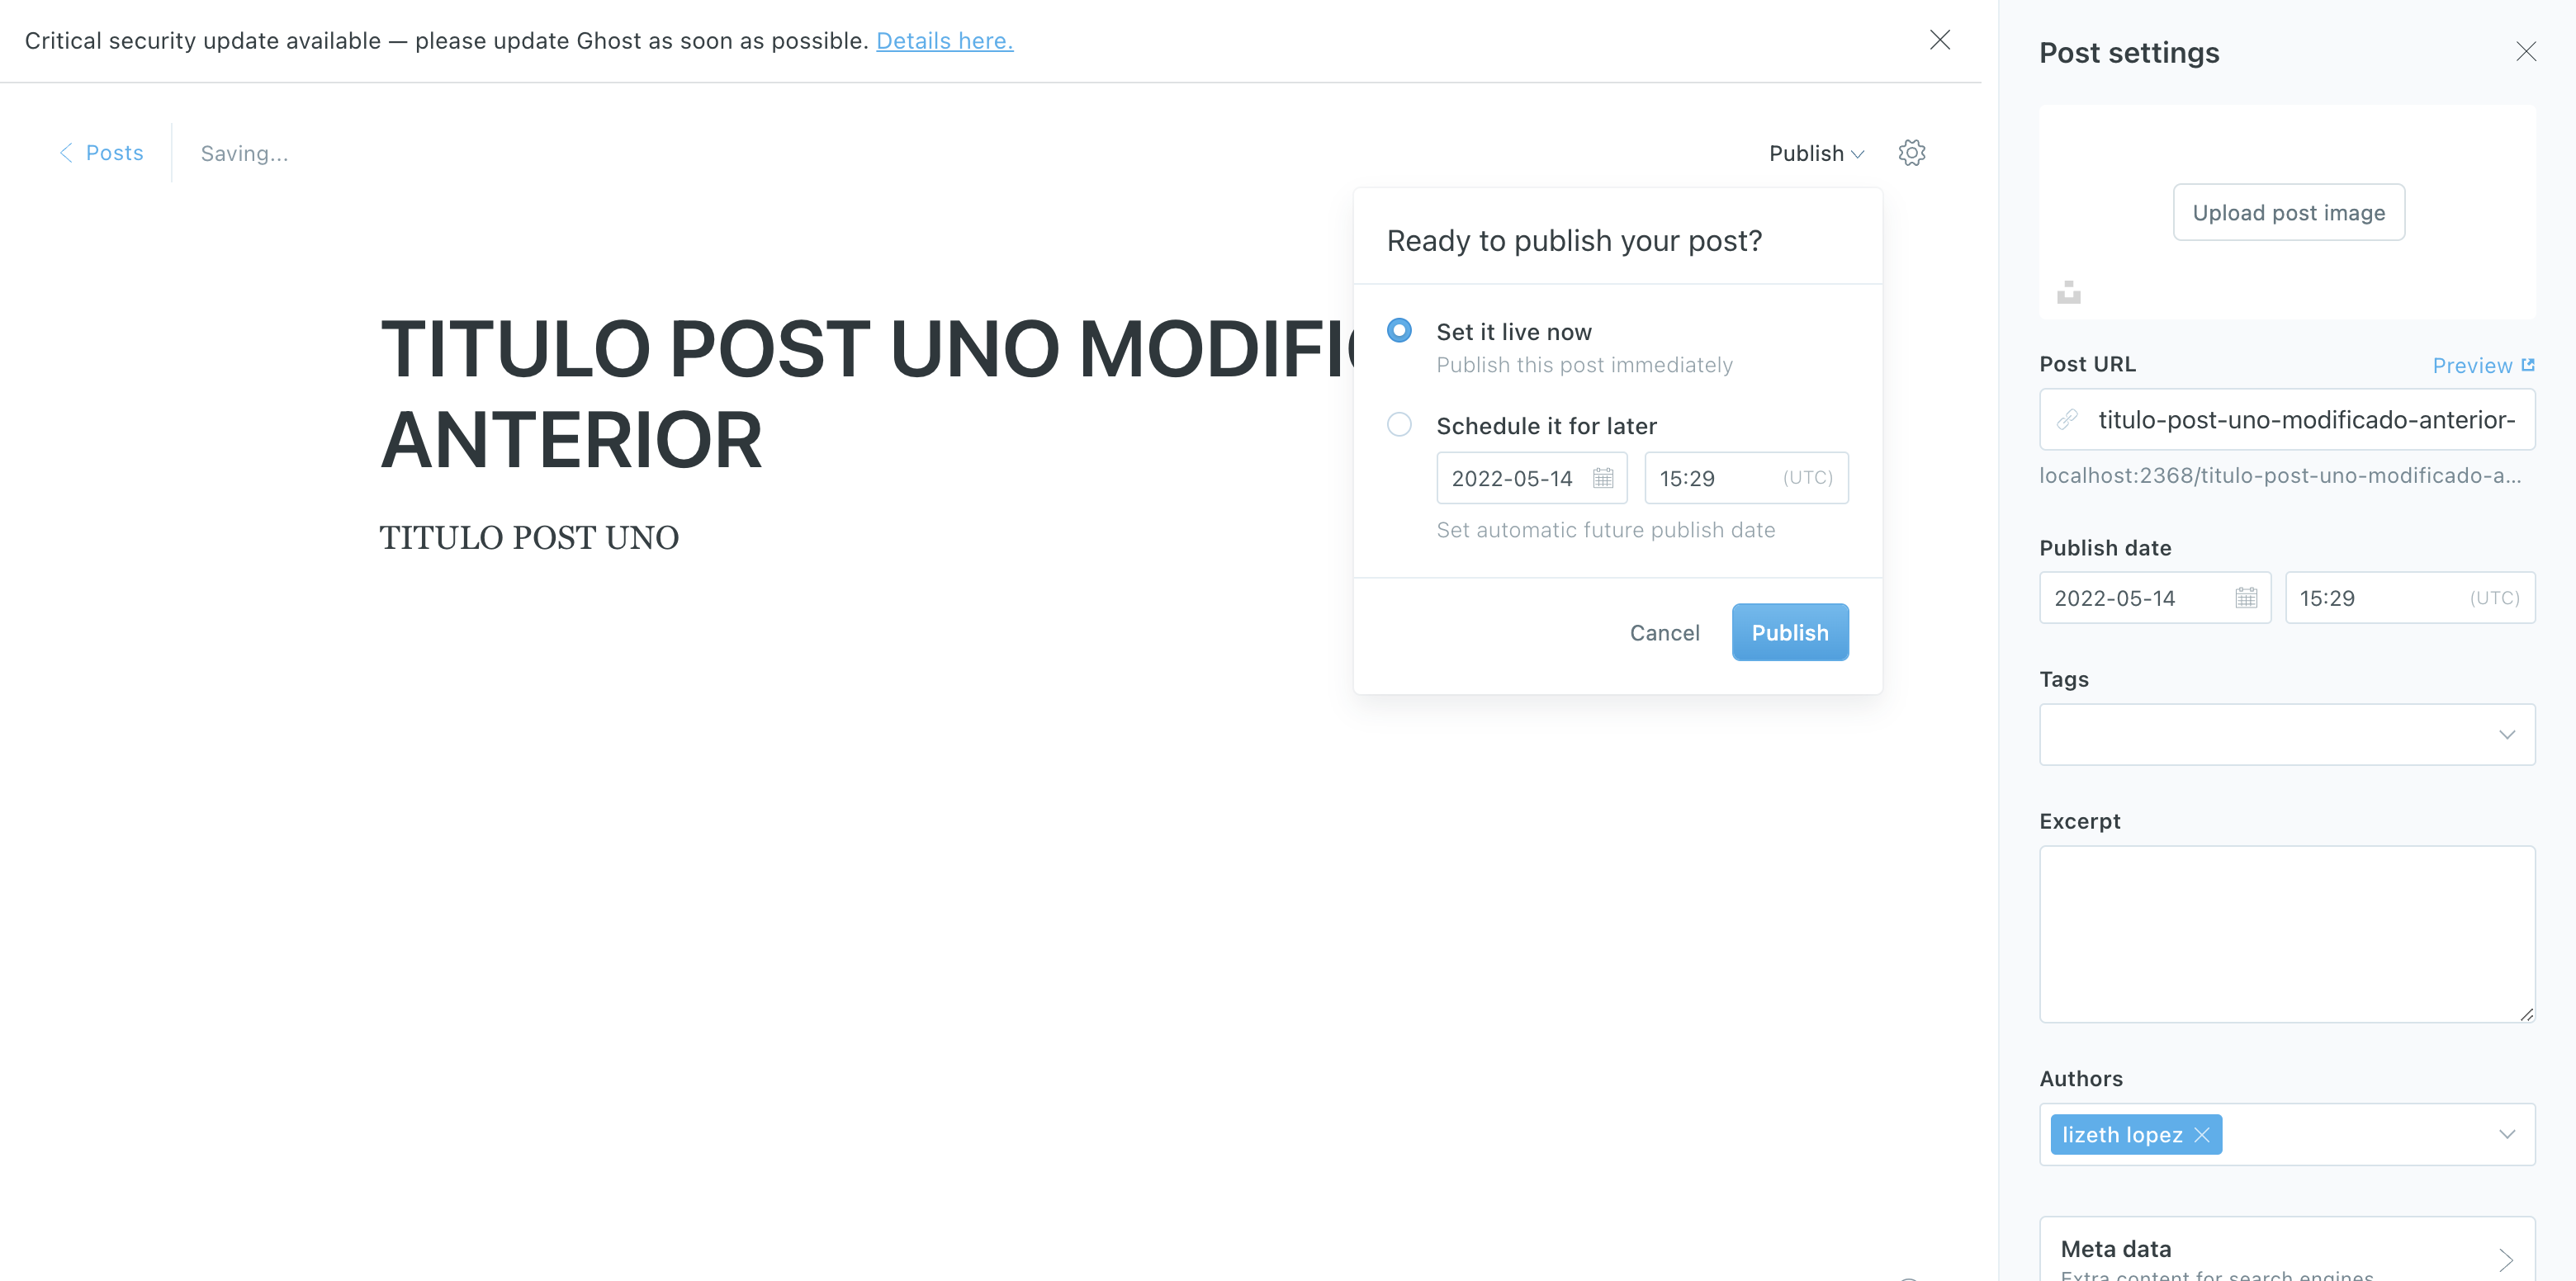 Critical security update available — please update Ghost as soon as possible. Details here.
Posts
Saving...
Publish
TITULO POST UNO MODIFIC
ANTERIOR
TITULO POST UNO
Ready to publish your post?
Set it live now
Publish this post immediately
Schedule it for later
2022-05-14
15:29 (UTC)
Set automatic future publish date
Cancel
Publish
Post settings
Upload post image
Post URL
Preview
titulo-post-uno-modificado-anterior-
localhost:2368/titulo-post-uno-modificado-a...
Publish date
2022-05-14
15:29 (UTC)
Tags
Excerpt
Authors
lizeth lopez
Meta data
Extra content for search engines